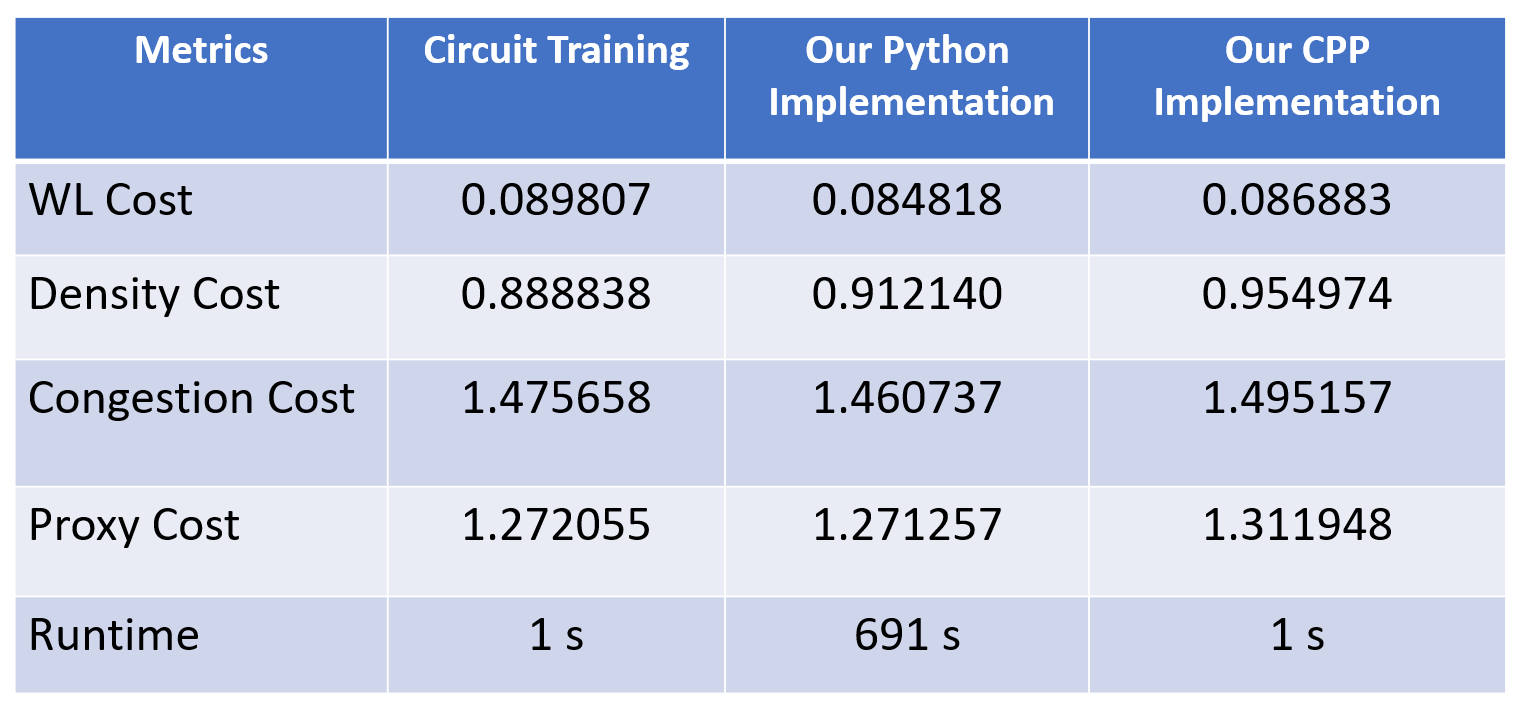 Metrics Circuit Training Our Python Implementation Our CPP Implementation
WL Cost 0.089807 0.084818 0.086883
Density Cost 0.888838 0.912140 0.954974
Congestion Cost 1.475658 1.460737 1.495157
Proxy Cost 1.272055 1.271257 1.311948
Runtime 1 s 691 s 1 s